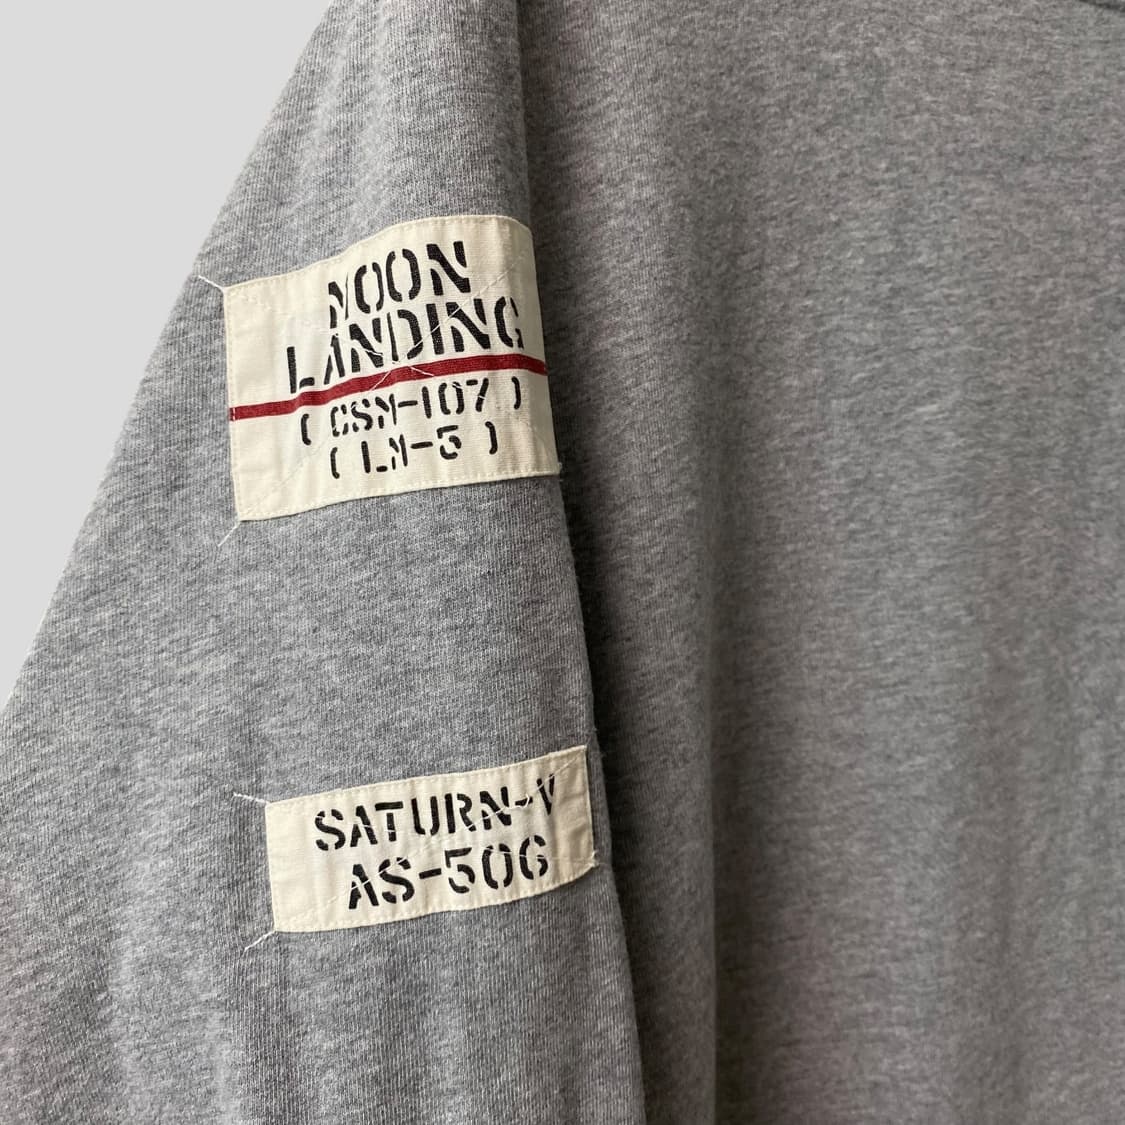 MOON
LANDING
( CSM-107 )
( LM-5 )
SATURN-V
AS-506